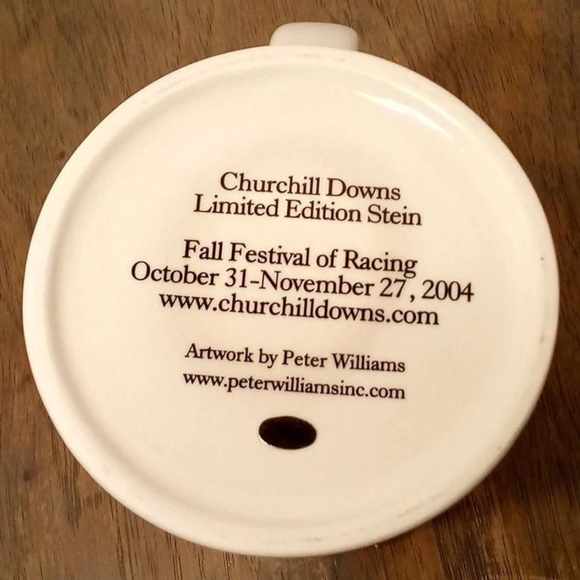 Churchill Downs
Limited Edition Stein
Fall Festival of Racing
October 31-November 27, 2004
www.churchilldowns.com
Artwork by Peter Williams
www.peterwilliamsinc.com